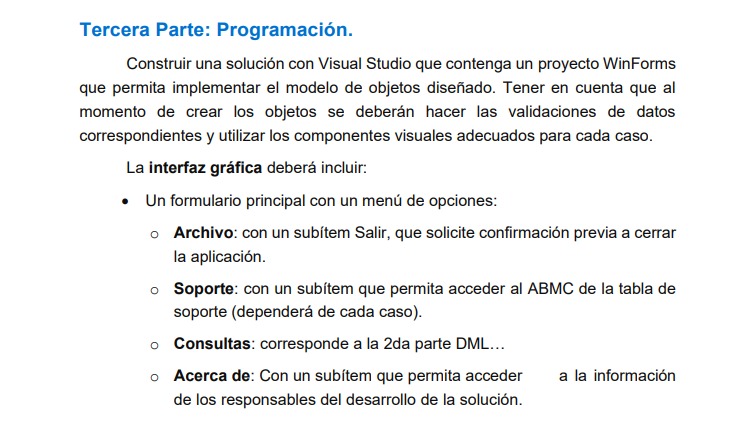 Tercera Parte: Programación.
Construir una solución con Visual Studio que contenga un proyecto WinForms
que permita implementar el modelo de objetos diseñado. Tener en cuenta que al
momento de crear los objetos se deberán hacer las validaciones de datos
correspondientes y utilizar los componentes visuales adecuados para cada caso.
La interfaz gráfica deberá incluir:
• Un formulario principal con un menú de opciones:
o Archivo: con un subítem Salir, que solicite confirmación previa a cerrar
la aplicación.
o Soporte: con un subítem que permita acceder al ABMC de la tabla de
soporte (dependerá de cada caso).
o Consultas: corresponde a la 2da parte DML…
o Acerca de: Con un subítem que permita acceder a la información
de los responsables del desarrollo de la solución.